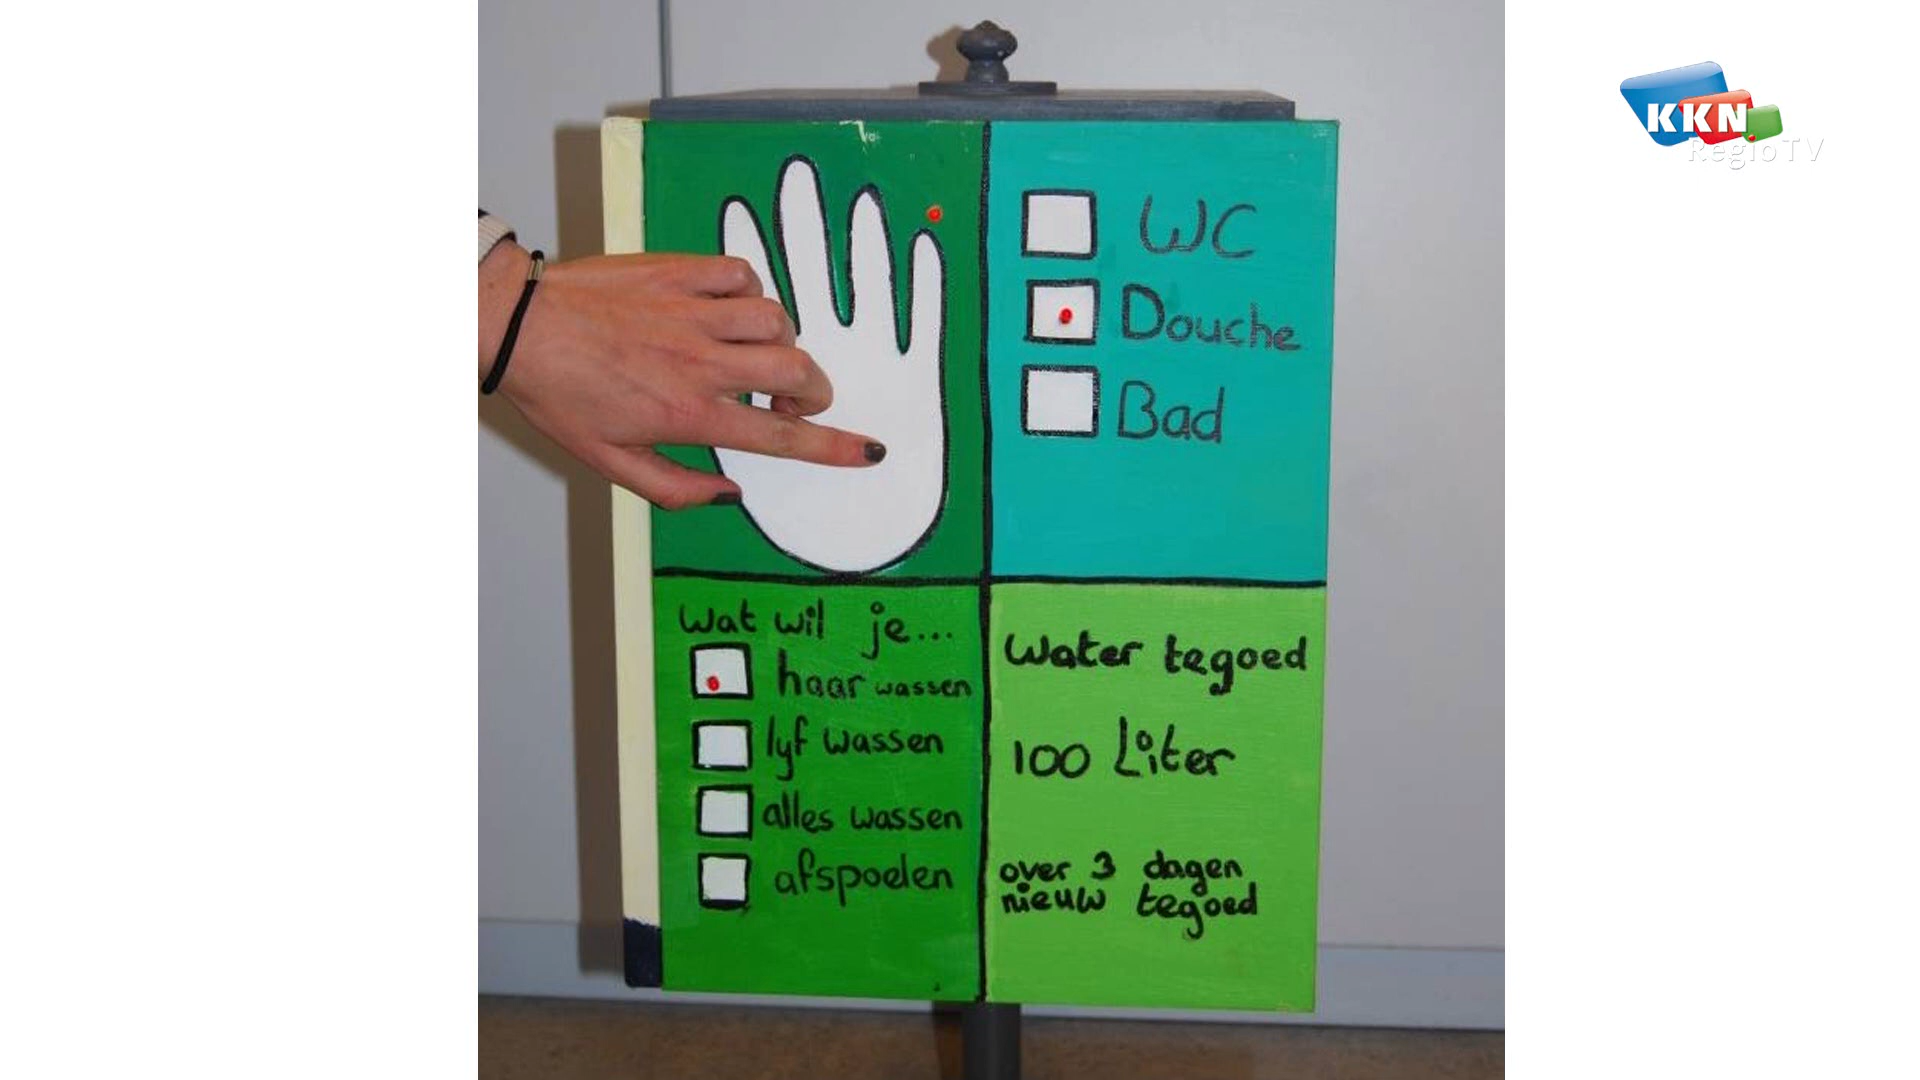 KKN
RegioTV
WC
Douche
Bad
Wat wil je...
haar wassen
lyf wassen
alles wassen
afspoelen
Water tegoed
100 Liter
over 3 dagen
nieuw tegoed